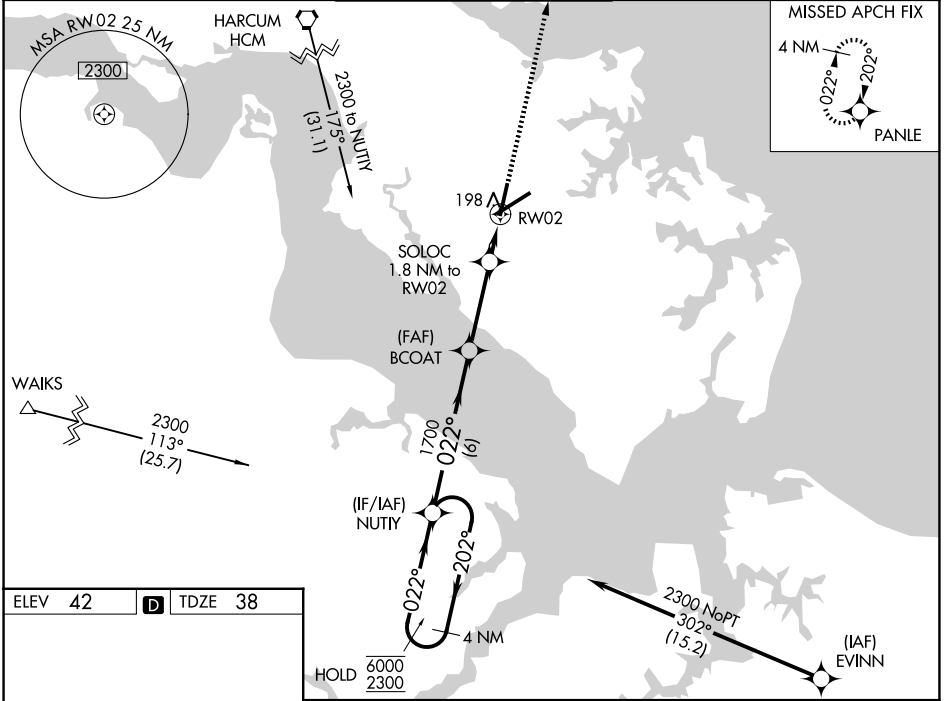 MSA RW02 25 NM
2300
HARCUM
HCM
2300 to NUTIY
175°
(31.1)
MISSED APCH FIX
4 NM
022°
202°
PANLE
198
RW02
SOLOC
1.8 NM to
RW02
(FAF)
BCOAT
WAIKS
2300
113°
(25.7)
1700
022°
(6)
(IF/IAF)
NUTIY
022°
202°
4 NM
HOLD
6000
2300
2300 NoPT
302°
(15.2)
(IAF)
EVINN
ELEV 42 D TDZE 38